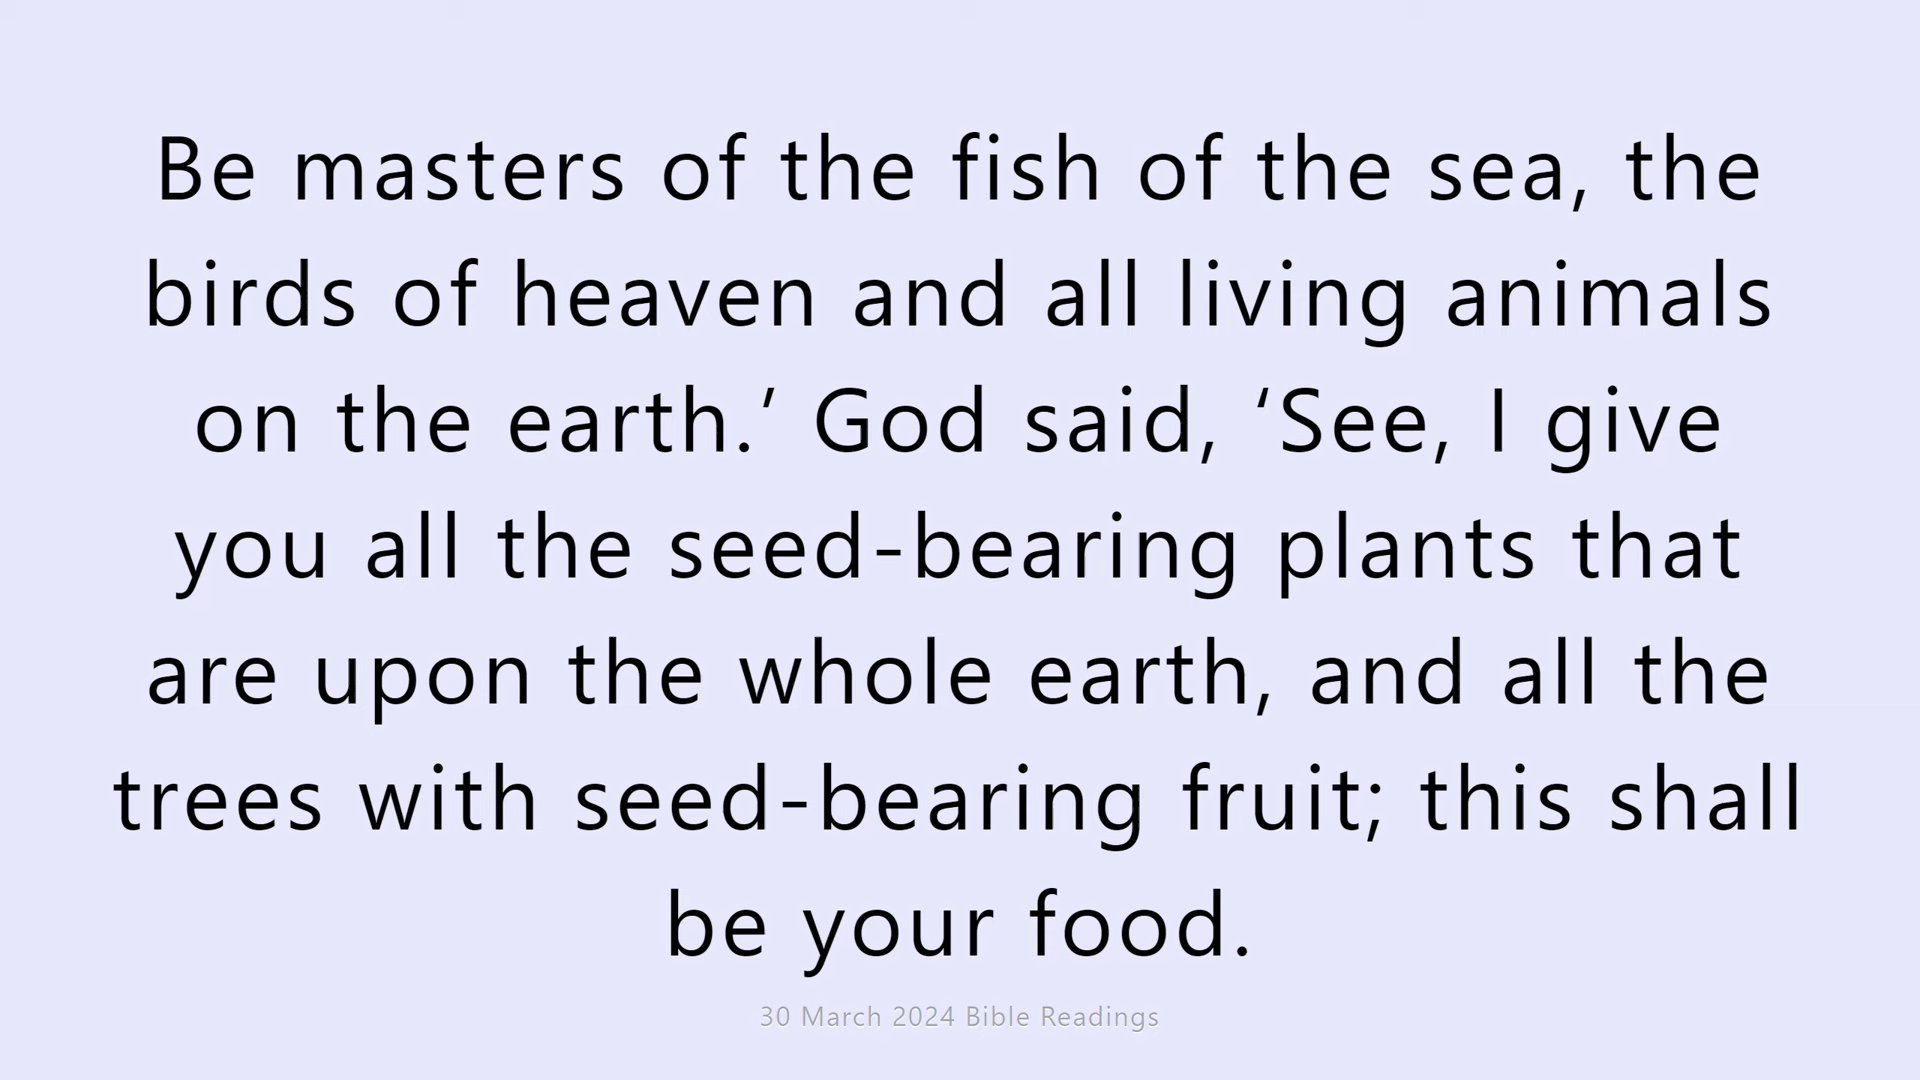 Be masters of the fish of the sea, the
birds of heaven and all living animals
on the earth.’ God said, ‘See, I give
you all the seed-bearing plants that
are upon the whole earth, and all the
trees with seed-bearing fruit; this shall
be your food.
30 March 2024 Bible Readings